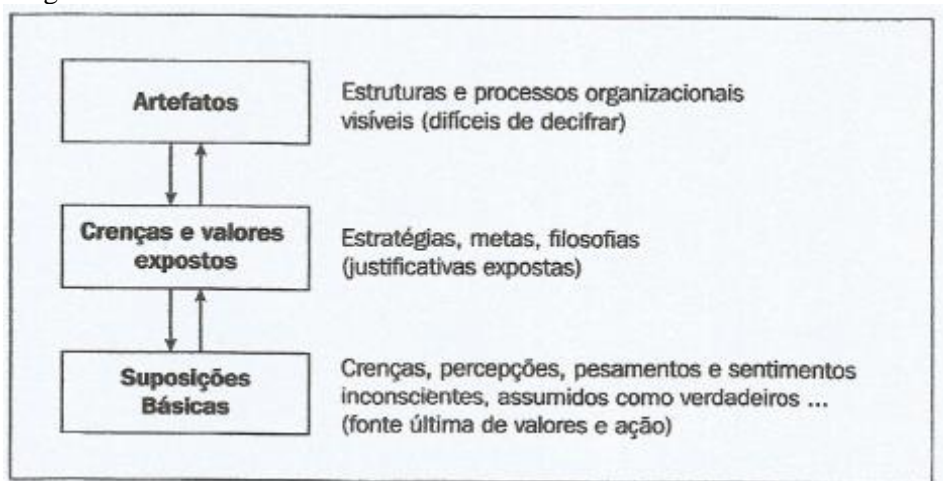 Artefatos
Estruturas e processos organizacionais
visíveis (difíceis de decifrar)
Crenças e valores
expostos
Estratégias, metas, filosofias
(justificativas expostas)
Suposições
Básicas
Crenças, percepções, pesamentos e sentimentos
inconscientes, assumidos como verdadeiros ...
(fonte última de valores e ação)